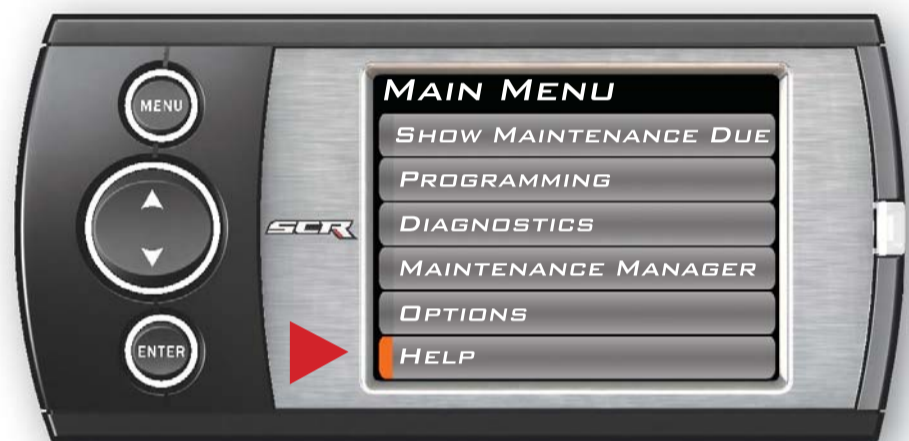 MENU
ENTER
SCR
MAIN MENU
SHOW MAINTENANCE DUE
PROGRAMMING
DIAGNOSTICS
MAINTENANCE MANAGER
OPTIONS
HELP